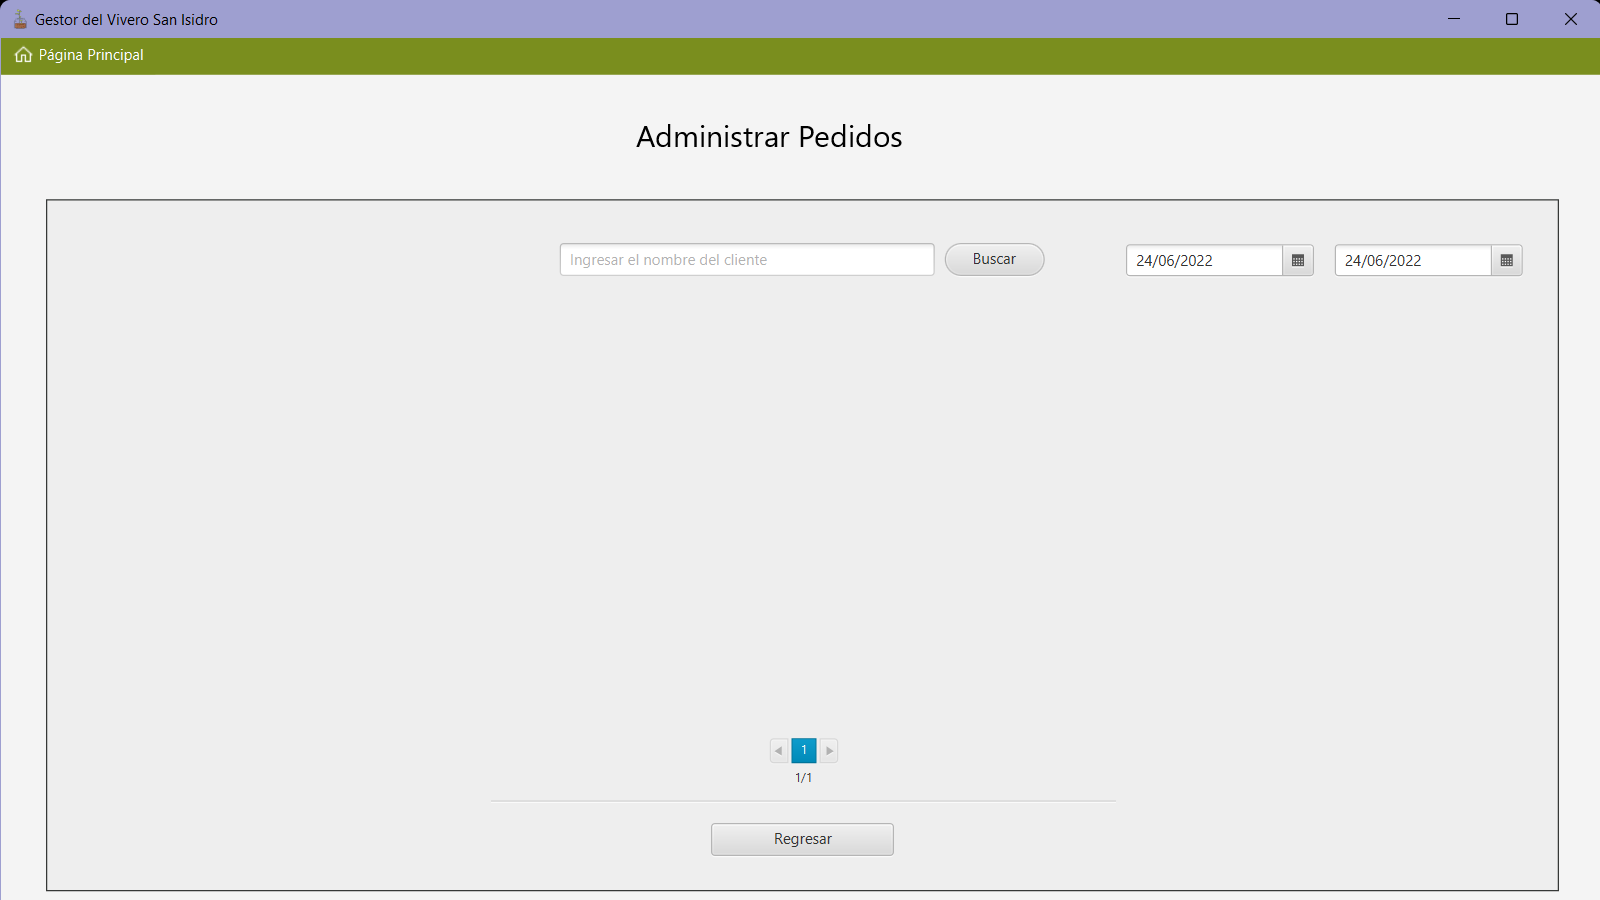 Gestor del Vivero San Isidro
Página Principal
Administrar Pedidos
Ingresar el nombre del cliente
Buscar
24/06/2022
24/06/2022
1
1/1
Regresar